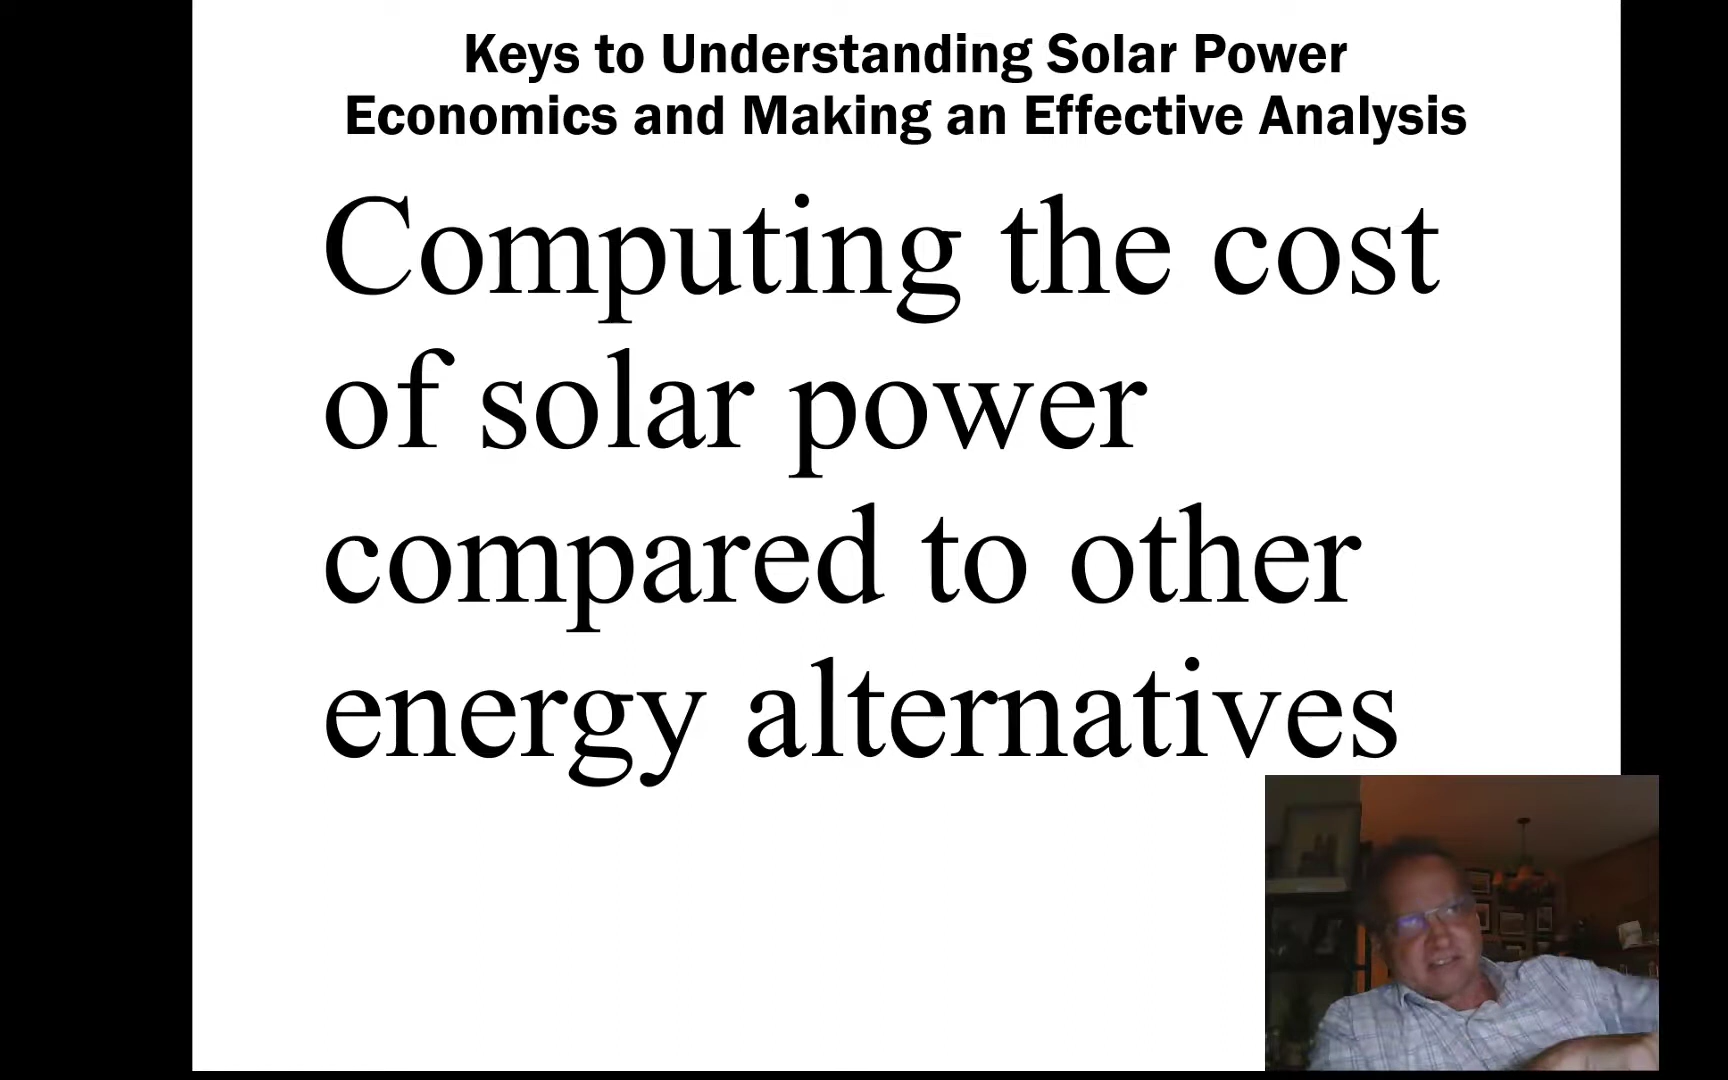 Keys to Understanding Solar Power
Economics and Making an Effective Analysis
Computing the cost
of solar power
compared to other
energy alternatives